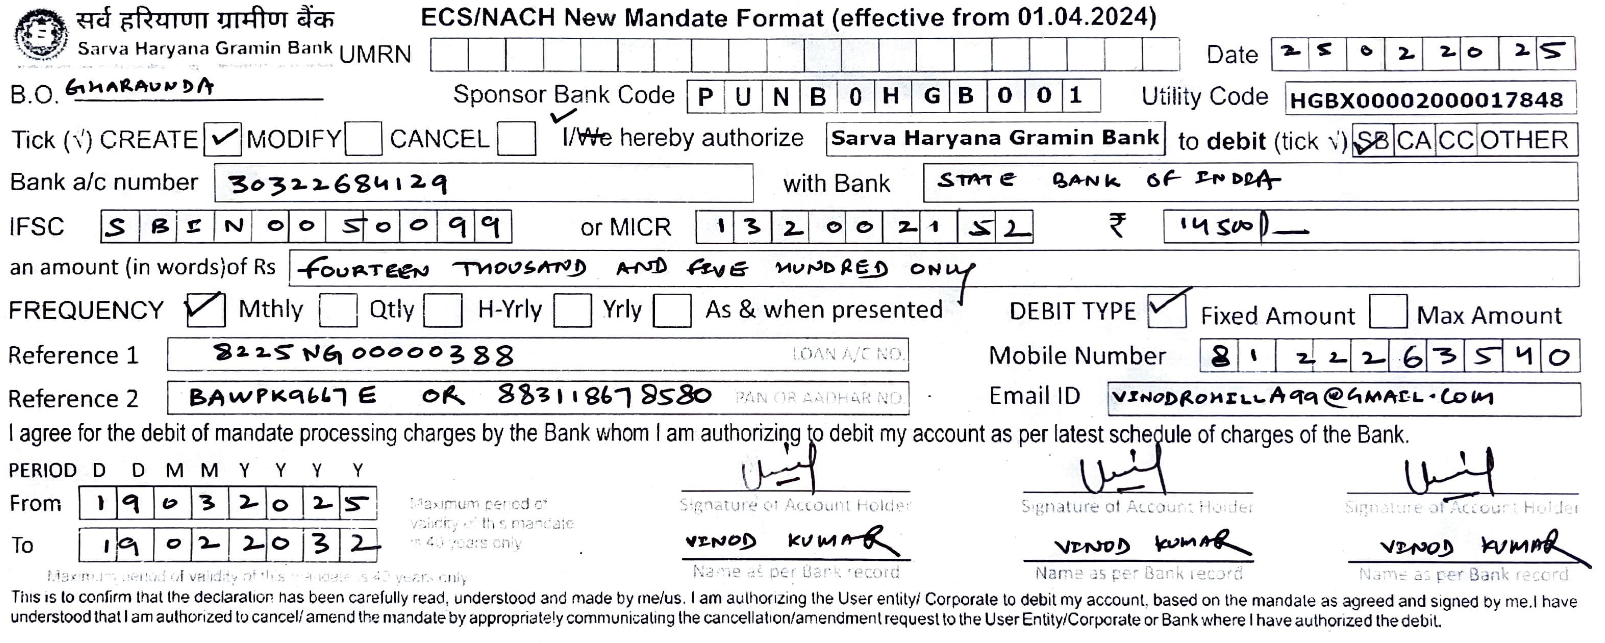 सर्व हरियाणा ग्रामीण बैंक ECS/NACH New Mandate Format (effective from 01.04.2024)
Sarva Haryana Gramin Bank UMRN Date 25022025
B.O. GHARAUNDA Sponsor Bank Code PUNB0HGB001 Utility Code HGBX00002000017848
Tick (√) CREATE ✓ MODIFY CANCEL I/We hereby authorize Sarva Haryana Gramin Bank to debit (tick √) SB CA CC OTHER
Bank a/c number 30322684129 with Bank STATE BANK OF INDIA
IFSC SBIN0050099 or MICR 132002152 ₹ 14500/-
an amount (in words)of Rs FOURTEEN THOUSAND AND FIVE HUNDRED ONLY
FREQUENCY ✓ Mthly Qtly H-Yrly Yrly As & when presented DEBIT TYPE ✓ Fixed Amount Max Amount
Reference 1 8225NG00000388 LOAN A/C NO. Mobile Number 8122263540
Reference 2 BAWPK9667E OR 883118678580 PAN OR AADHAR NO. Email ID VINODROHILLA99@GMAIL.COM
I agree for the debit of mandate processing charges by the Bank whom I am authorizing to debit my account as per latest schedule of charges of the Bank.
PERIOD D D M M Y Y Y Y
From 19032025 Maximum period of validity of this mandate is 40 years only Signature of Account Holder Signature of Account Holder Signature of Account Holder
To 19022032 VINOD KUMAR VINOD KUMAR VINOD KUMAR
Maximum period of validity of this mandate is 40 years only Name as per Bank record Name as per Bank record Name as per Bank record
This is to confirm that the declaration has been carefully read, understood and made by me/us. I am authorizing the User entity/ Corporate to debit my account, based on the mandate as agreed and signed by me.I have
understood that I am authorized to cancel/ amend the mandate by appropriately communicating the cancellation/amendment request to the User Entity/Corporate or Bank where I have authorized the debit.